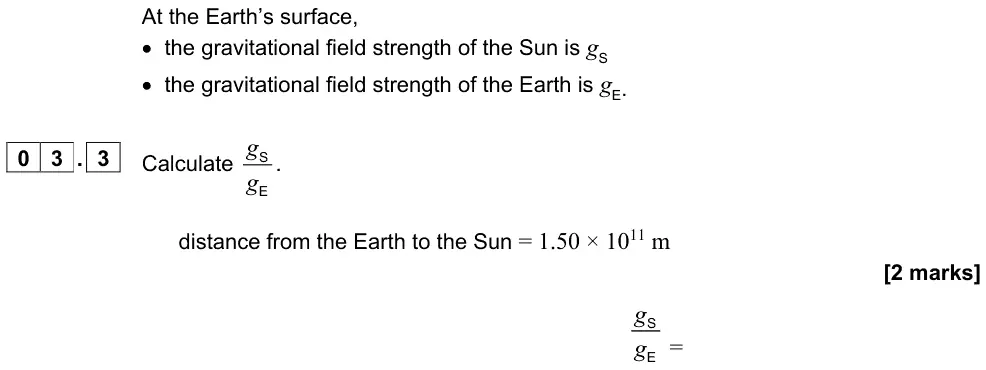 At the Earth’s surface,
• the gravitational field strength of the Sun is gS
• the gravitational field strength of the Earth is gE.
0 3 . 3 Calculate gS/gE.
distance from the Earth to the Sun = 1.50 × 10¹¹ m
[2 marks]
gS/gE =